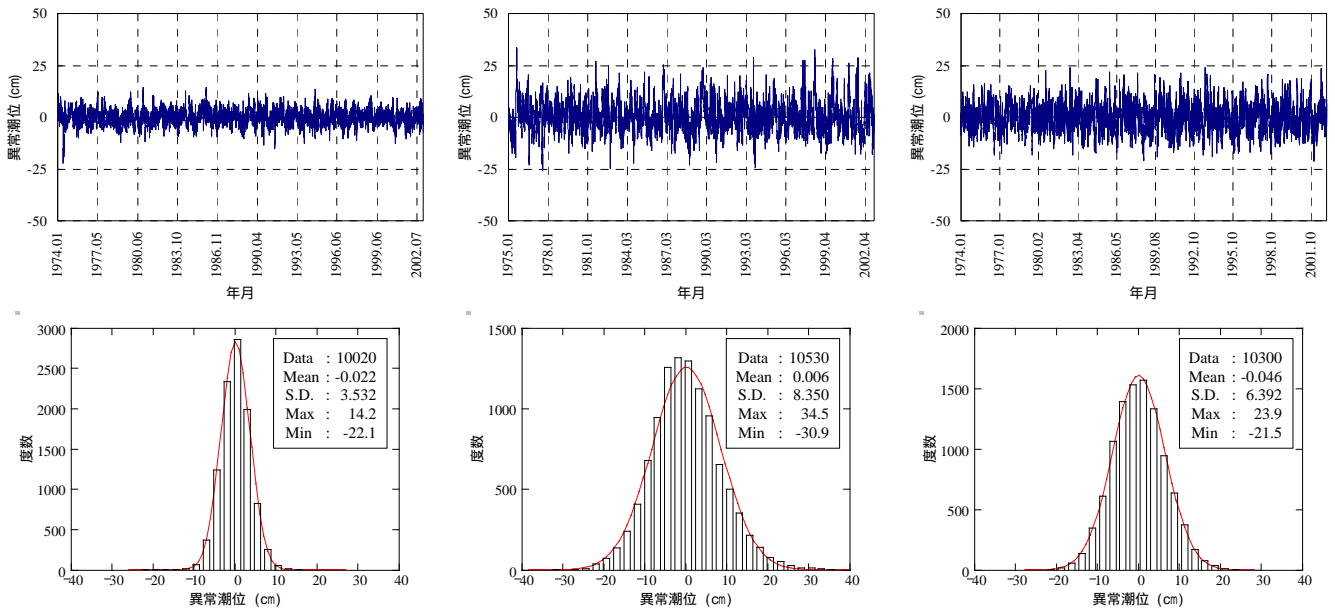 50
25
0
-25
-50
異常潮位 (cm)
1974.01
1977.05
1980.06
1983.10
1986.11
1990.04
1993.05
1996.06
1999.06
2002.07
年月
50
25
0
-25
-50
異常潮位 (cm)
1975.01
1978.01
1981.01
1984.03
1987.03
1990.03
1993.03
1996.03
1999.04
2002.04
年月
50
25
0
-25
-50
異常潮位 (cm)
1974.01
1977.01
1980.02
1983.04
1986.05
1989.08
1992.10
1995.10
1998.10
2001.10
年月
3000
2500
2000
1500
1000
500
0
度数
Data : 10020
Mean : -0.022
S.D. : 3.532
Max : 14.2
Min : -22.1
-40 -30 -20 -10 0 10 20 30 40
異常潮位 (cm)
1500
1000
500
0
度数
Data : 10530
Mean : 0.006
S.D. : 8.350
Max : 34.5
Min : -30.9
-40 -30 -20 -10 0 10 20 30 40
異常潮位 (cm)
2000
1500
1000
500
0
度数
Data : 10300
Mean : -0.046
S.D. : 6.392
Max : 23.9
Min : -21.5
-40 -30 -20 -10 0 10 20 30 40
異常潮位 (cm)